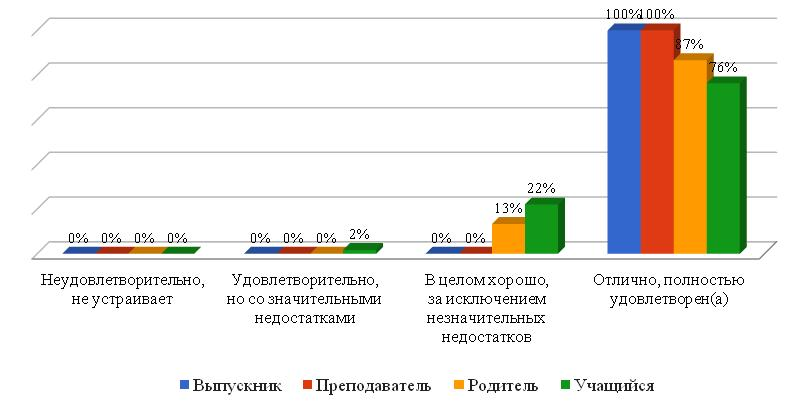 100% 100%
87%
76%
22%
13%
0% 0% 0% 0% 0% 0% 0% 2% 0% 0%
Неудовлетворительно,
не устраивает
Удовлетворительно,
но со значительными
недостатками
В целом хорошо,
за исключением
незначительных
недостатков
Отлично, полностью
удовлетворен(а)
Выпускник Преподаватель Родитель Учащийся